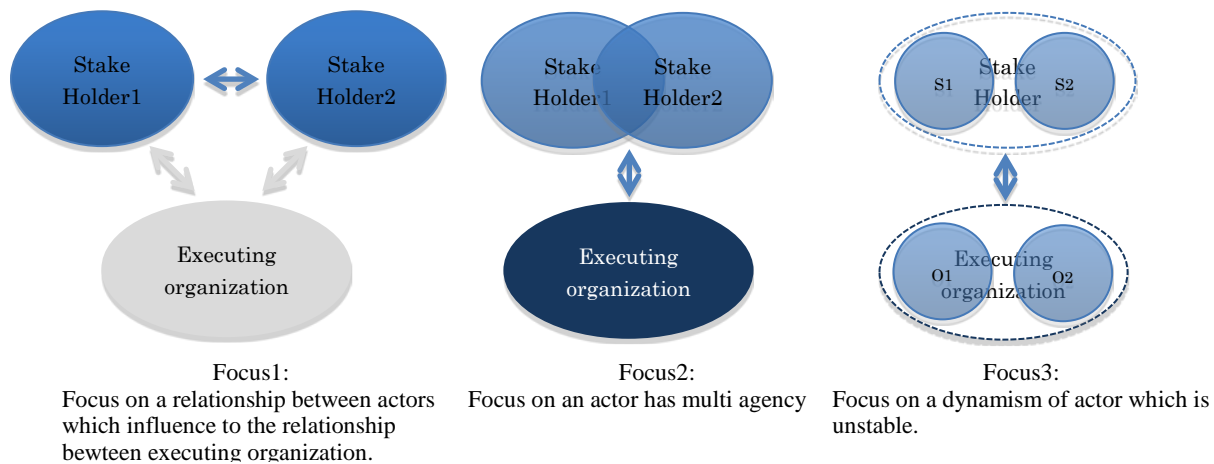 Stake
Holder1
Stake
Holder2
Executing
organization
Focus1:
Focus on a relationship between actors
which influence to the relationship
bewteen executing organization.
Stake
Holder1
Stake
Holder2
Executing
organization
Focus2:
Focus on an actor has multi agency
Stake
Holder
S1
S2
Executing
organization
O1
O2
Focus3:
Focus on a dynamism of actor which is
unstable.